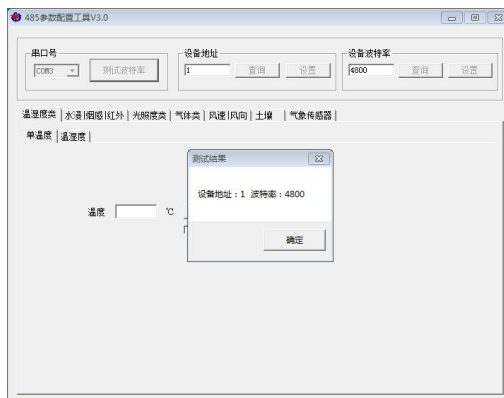 485参数配置工具V3.0
串口号
COM3
测试波特率
设备地址
1
查询
设置
设备波特率
4800
查询
设置
温湿度类
水浸|烟感|红外
光照度类
气体类
风速|风向
土壤
气象传感器
单温度
温湿度
测试结果
设备地址：1 波特率：4800
确定
温度
℃